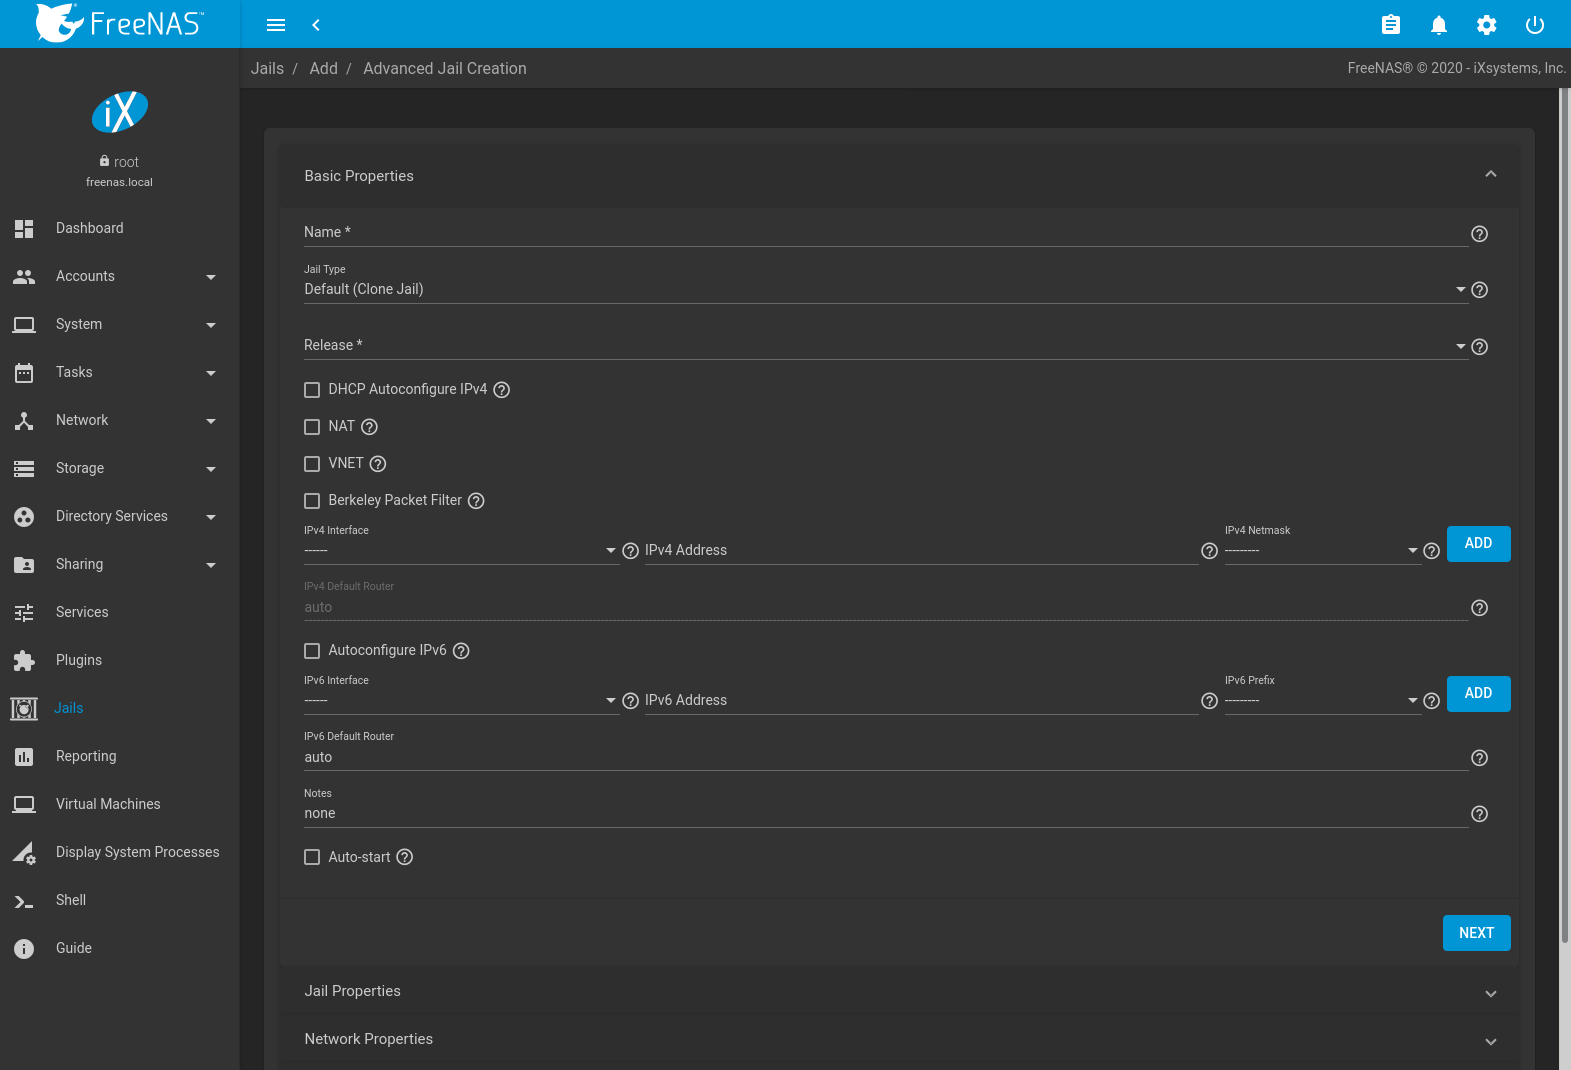 FreeNAS™
Jails / Add / Advanced Jail Creation
FreeNAS® © 2020 - iXsystems, Inc.
iX
root
freenas.local
Dashboard
Accounts
System
Tasks
Network
Storage
Directory Services
Sharing
Services
Plugins
Jails
Reporting
Virtual Machines
Display System Processes
Shell
Guide
Basic Properties
Name *
Jail Type
Default (Clone Jail)
Release *
DHCP Autoconfigure IPv4
NAT
VNET
Berkeley Packet Filter
IPv4 Interface
------
IPv4 Address
IPv4 Netmask
---------
ADD
IPv4 Default Router
auto
Autoconfigure IPv6
IPv6 Interface
------
IPv6 Address
IPv6 Prefix
---------
ADD
IPv6 Default Router
auto
Notes
none
Auto-start
NEXT
Jail Properties
Network Properties